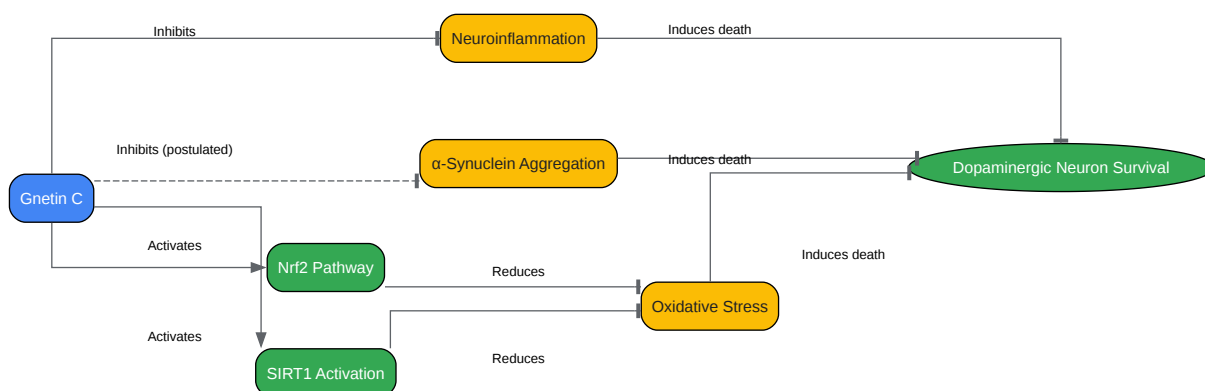 Inhibits
Neuroinflammation
Induces death
Inhibits (postulated)
α-Synuclein Aggregation
Induces death
Dopaminergic Neuron Survival
Gnetin C
Activates
Nrf2 Pathway
Reduces
Induces death
Oxidative Stress
Activates
SIRT1 Activation
Reduces